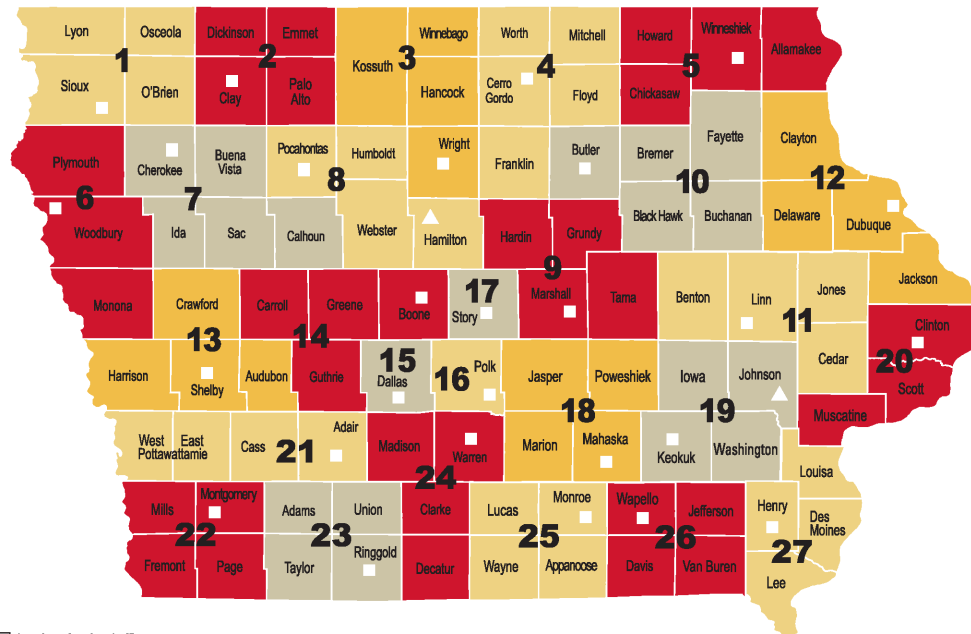 Lyon
Osceola
Dickinson
Emmet
Winnebago
Worth
Mitchell
Howard
Winneshiek
Allamakee
1
2
Kossuth
3
4
5
Sioux
O'Brien
Clay
Palo
Alto
Hancock
Cerro
Gordo
Floyd
Chickasaw
Fayette
Clayton
Plymouth
Cherokee
Buena
Vista
Pocahontas
Humboldt
Wright
Franklin
Butler
Bremer
6
7
8
10
12
Woodbury
Ida
Sac
Calhoun
Webster
Hamilton
Hardin
Grundy
Black Hawk
Buchanan
Delaware
Dubuque
9
Monona
Crawford
Carroll
Greene
Boone
17
Story
Marshall
Tama
Benton
Linn
Jones
Jackson
11
Clinton
13
14
15
16
Harrison
Shelby
Audubon
Guthrie
Dallas
Polk
Jasper
Poweshiek
Iowa
Johnson
Cedar
20
Scott
18
19
Muscatine
West
Pottawattamie
East
Cass
21
Adair
Madison
Warren
24
Marion
Mahaska
Keokuk
Washington
Louisa
Mills
Montgomery
Adams
Union
Clarke
Lucas
Monroe
Wapello
Jefferson
Henry
Des
Moines
22
23
25
26
27
Fremont
Page
Taylor
Ringgold
Decatur
Wayne
Appanoose
Davis
Van Buren
Lee